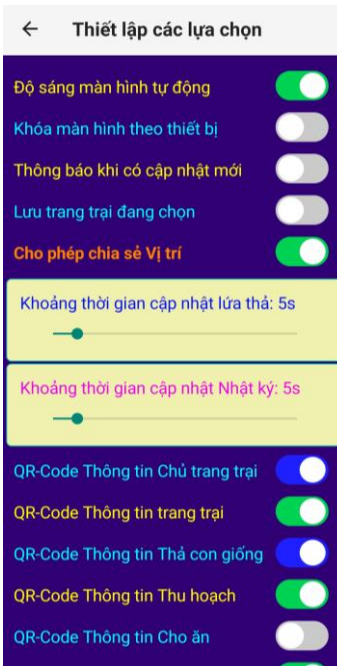 Thiết lập các lựa chọn
Độ sáng màn hình tự động
Khóa màn hình theo thiết bị
Thông báo khi có cập nhật mới
Lưu trang trại đang chọn
Cho phép chia sẻ Vị trí
Khoảng thời gian cập nhật lứa thả: 5s
Khoảng thời gian cập nhật Nhật ký: 5s
QR-Code Thông tin Chủ trang trại
QR-Code Thông tin trang trại
QR-Code Thông tin Thả con giống
QR-Code Thông tin Thu hoạch
QR-Code Thông tin Cho ăn